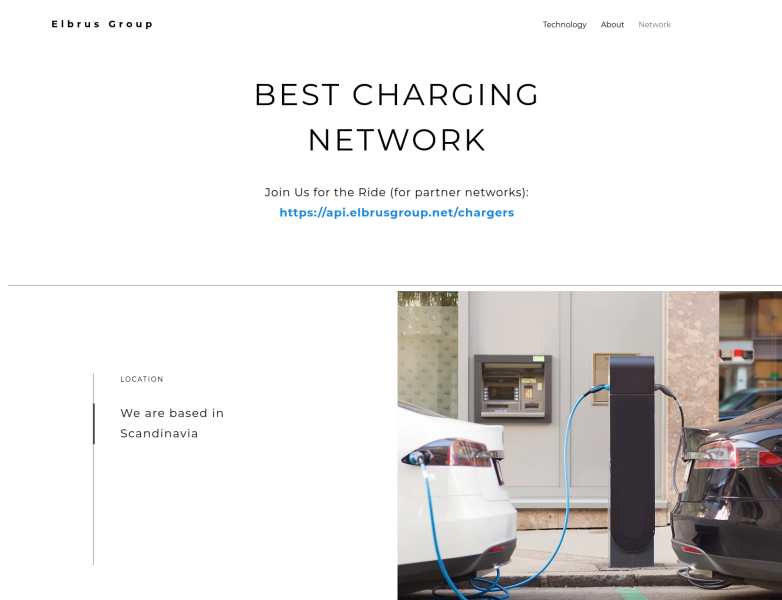 Elbrus Group
Technology About Network
BEST CHARGING
NETWORK
Join Us for the Ride (for partner networks):
https://api.elbrusgroup.net/chargers
LOCATION
We are based in
Scandinavia